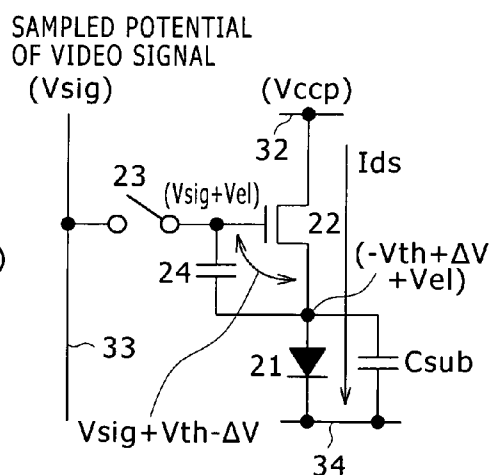 SAMPLED POTENTIAL
OF VIDEO SIGNAL
(Vsig)
(Vccp)
32
Ids
23
(Vsig+Vel)
22
24
(-Vth+ΔV
+Vel)
)
33
21
Csub
Vsig+Vth-ΔV
34